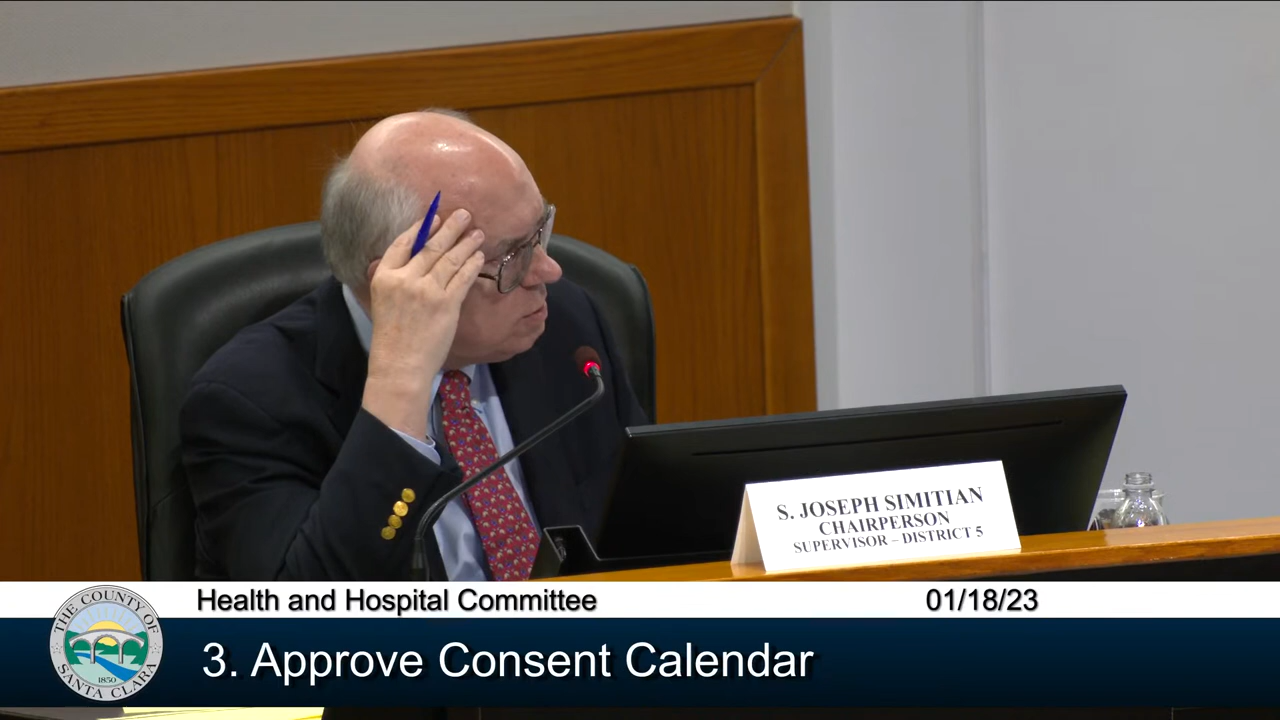 S. JOSEPH SIMITIAN
CHAIRPERSON
SUPERVISOR – DISTRICT 5
Health and Hospital Committee
01/18/23
THE COUNTY OF
SANTA CLARA
1850
3. Approve Consent Calendar